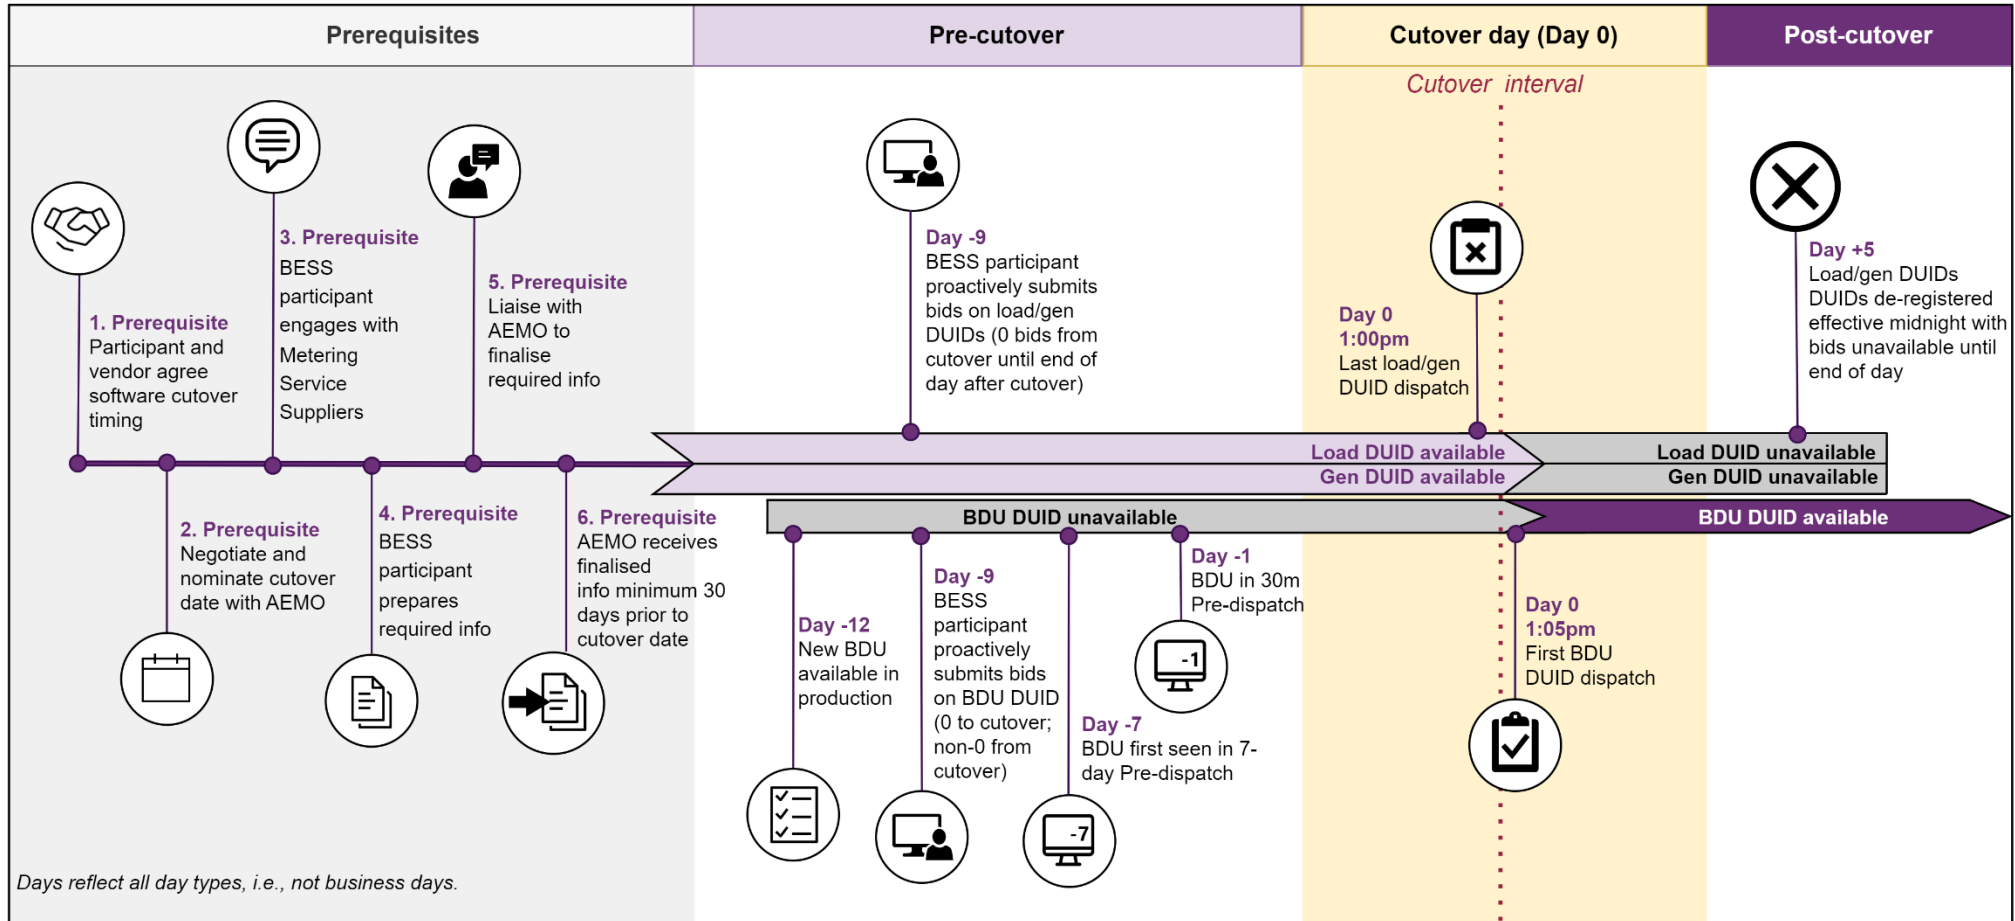 Prerequisites
Pre-cutover
Cutover day (Day 0)
Post-cutover
Cutover interval
1. Prerequisite
Participant and
vendor agree
software cutover
timing
2. Prerequisite
Negotiate and
nominate cutover
date with AEMO
3. Prerequisite
BESS
participant
engages with
Metering
Service
Suppliers
4. Prerequisite
BESS
participant
prepares
required info
5. Prerequisite
Liaise with
AEMO to
finalise
required info
6. Prerequisite
AEMO receives
finalised
info minimum 30
days prior to
cutover date
Day -9
BESS participant
proactively submits
bids on load/gen
DUIDs (0 bids from
cutover until end of
day after cutover)
Day 0
1:00pm
Last load/gen
DUID dispatch
Day +5
Load/gen DUIDs
DUIDs de-registered
effective midnight with
bids unavailable until
end of day
Load DUID available
Gen DUID available
Load DUID unavailable
Gen DUID unavailable
BDU DUID unavailable
BDU DUID available
Day -12
New BDU
available in
production
Day -9
BESS
participant
proactively
submits bids
on BDU DUID
(0 to cutover;
non-0 from
cutover)
-7
Day -7
BDU first seen in 7-
day Pre-dispatch
Day -1
BDU in 30m
Pre-dispatch
-1
Day 0
1:05pm
First BDU
DUID dispatch
Days reflect all day types, i.e., not business days.